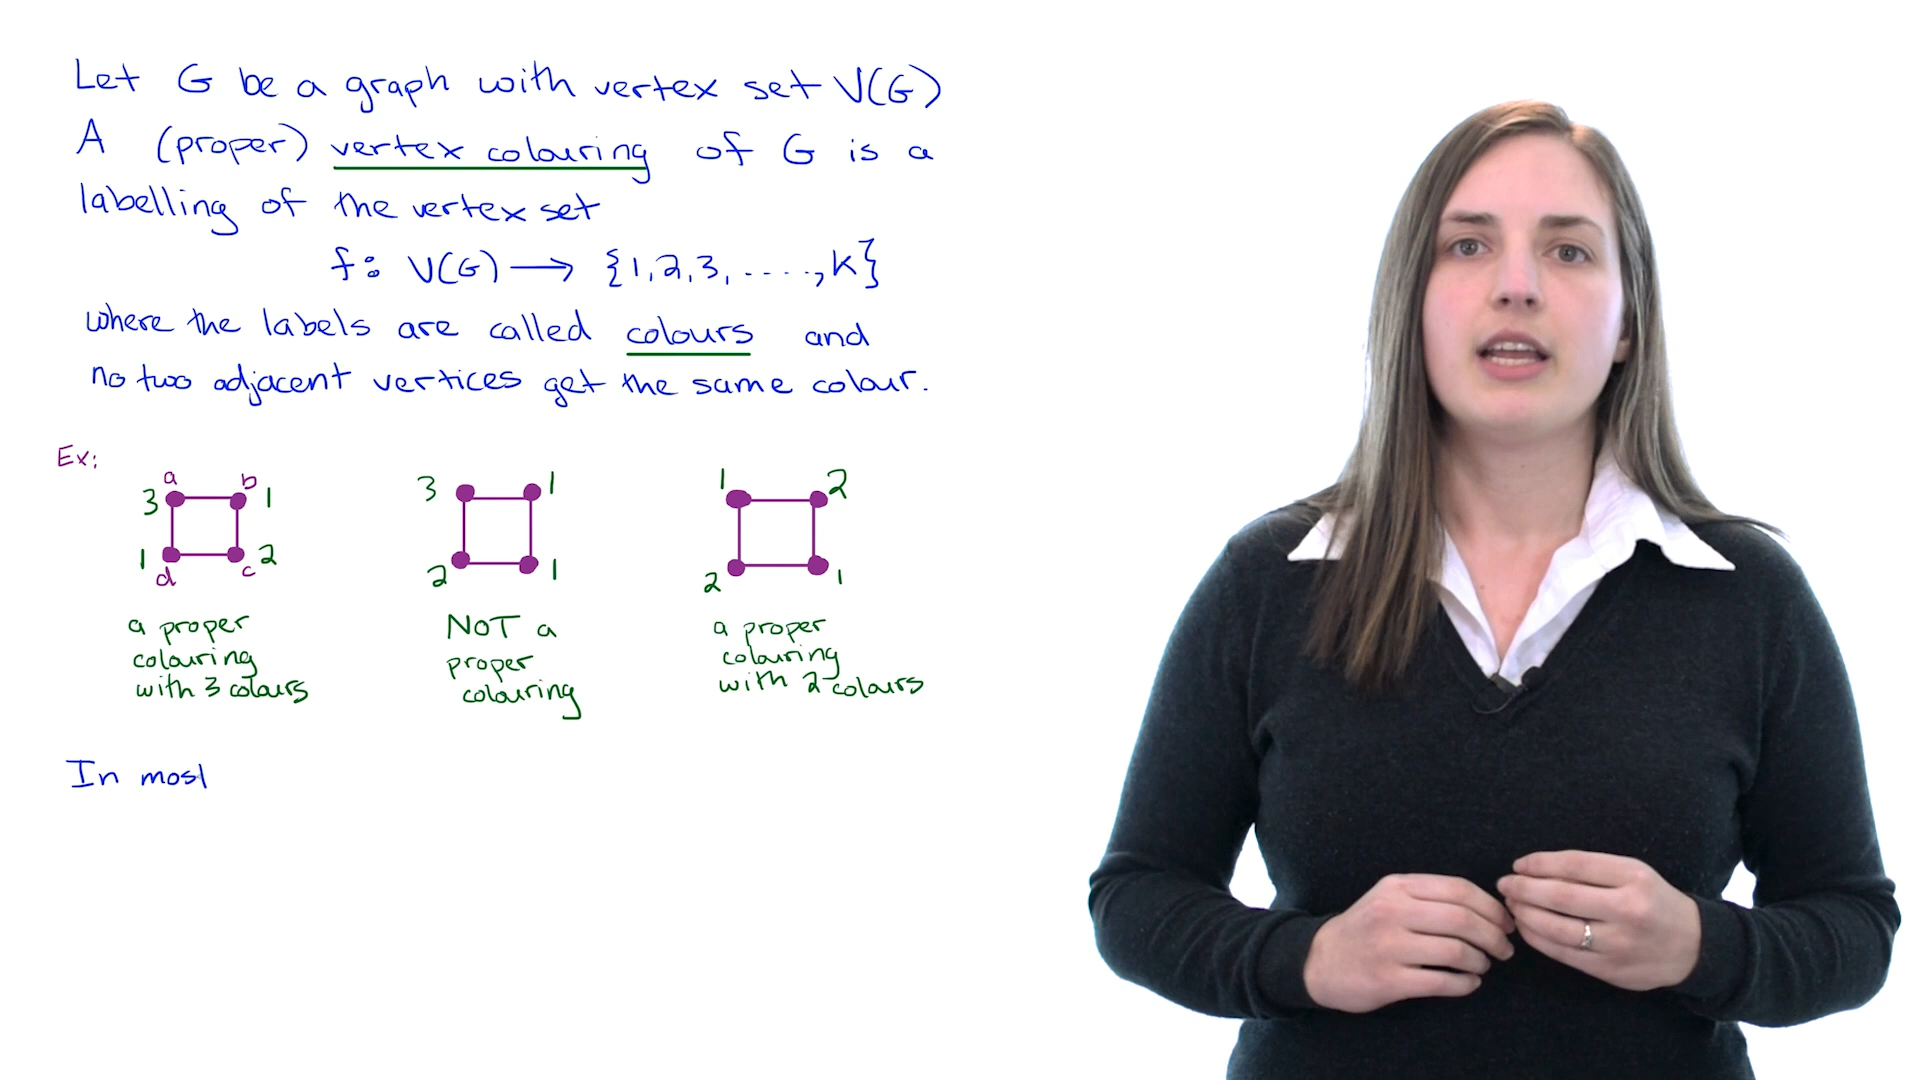 Let G be a graph with vertex set V(G)
A (proper) vertex colouring of G is a
labelling of the vertex set
f: V(G) → {1,2,3, ....., k}
where the labels are called colours and
no two adjacent vertices get the same colour.
Ex:
a b
3 1
1 2
d c
a proper
colouring
with 3 colours
3 1
2 1
NOT a
proper
colouring
1 2
2 1
a proper
colouring
with 2 colours
In most